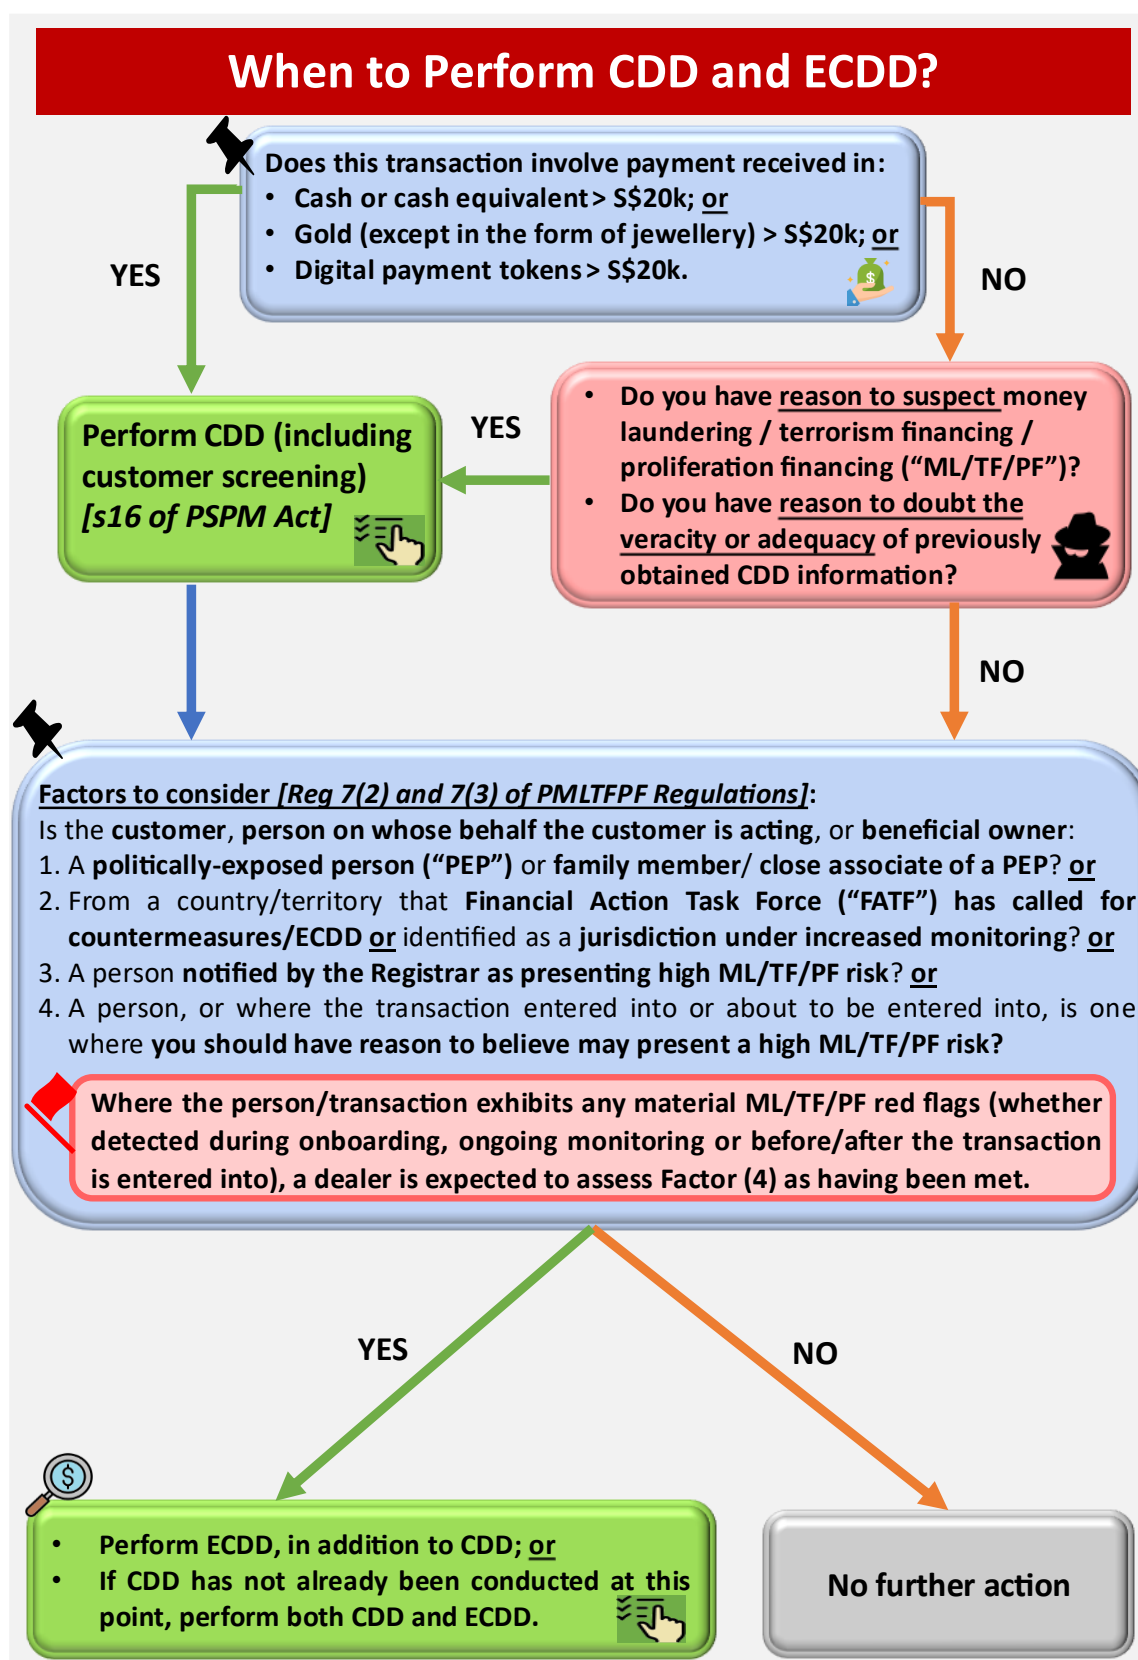 When to Perform CDD and ECDD?
Does this transaction involve payment received in:
• Cash or cash equivalent > S$20k; or
• Gold (except in the form of jewellery) > S$20k; or
• Digital payment tokens > S$20k.
YES
NO
• Do you have reason to suspect money
laundering / terrorism financing /
proliferation financing (“ML/TF/PF”)?
• Do you have reason to doubt the
veracity or adequacy of previously
obtained CDD information?
YES
Perform CDD (including
customer screening)
[s16 of PSPM Act]
NO
Factors to consider [Reg 7(2) and 7(3) of PMLTFPF Regulations]:
Is the customer, person on whose behalf the customer is acting, or beneficial owner:
1. A politically-exposed person (“PEP”) or family member/ close associate of a PEP? or
2. From a country/territory that Financial Action Task Force (“FATF”) has called for
countermeasures/ECDD or identified as a jurisdiction under increased monitoring? or
3. A person notified by the Registrar as presenting high ML/TF/PF risk? or
4. A person, or where the transaction entered into or about to be entered into, is one
where you should have reason to believe may present a high ML/TF/PF risk?
Where the person/transaction exhibits any material ML/TF/PF red flags (whether
detected during onboarding, ongoing monitoring or before/after the transaction
is entered into), a dealer is expected to assess Factor (4) as having been met.
YES
NO
• Perform ECDD, in addition to CDD; or
• If CDD has not already been conducted at this
point, perform both CDD and ECDD.
No further action